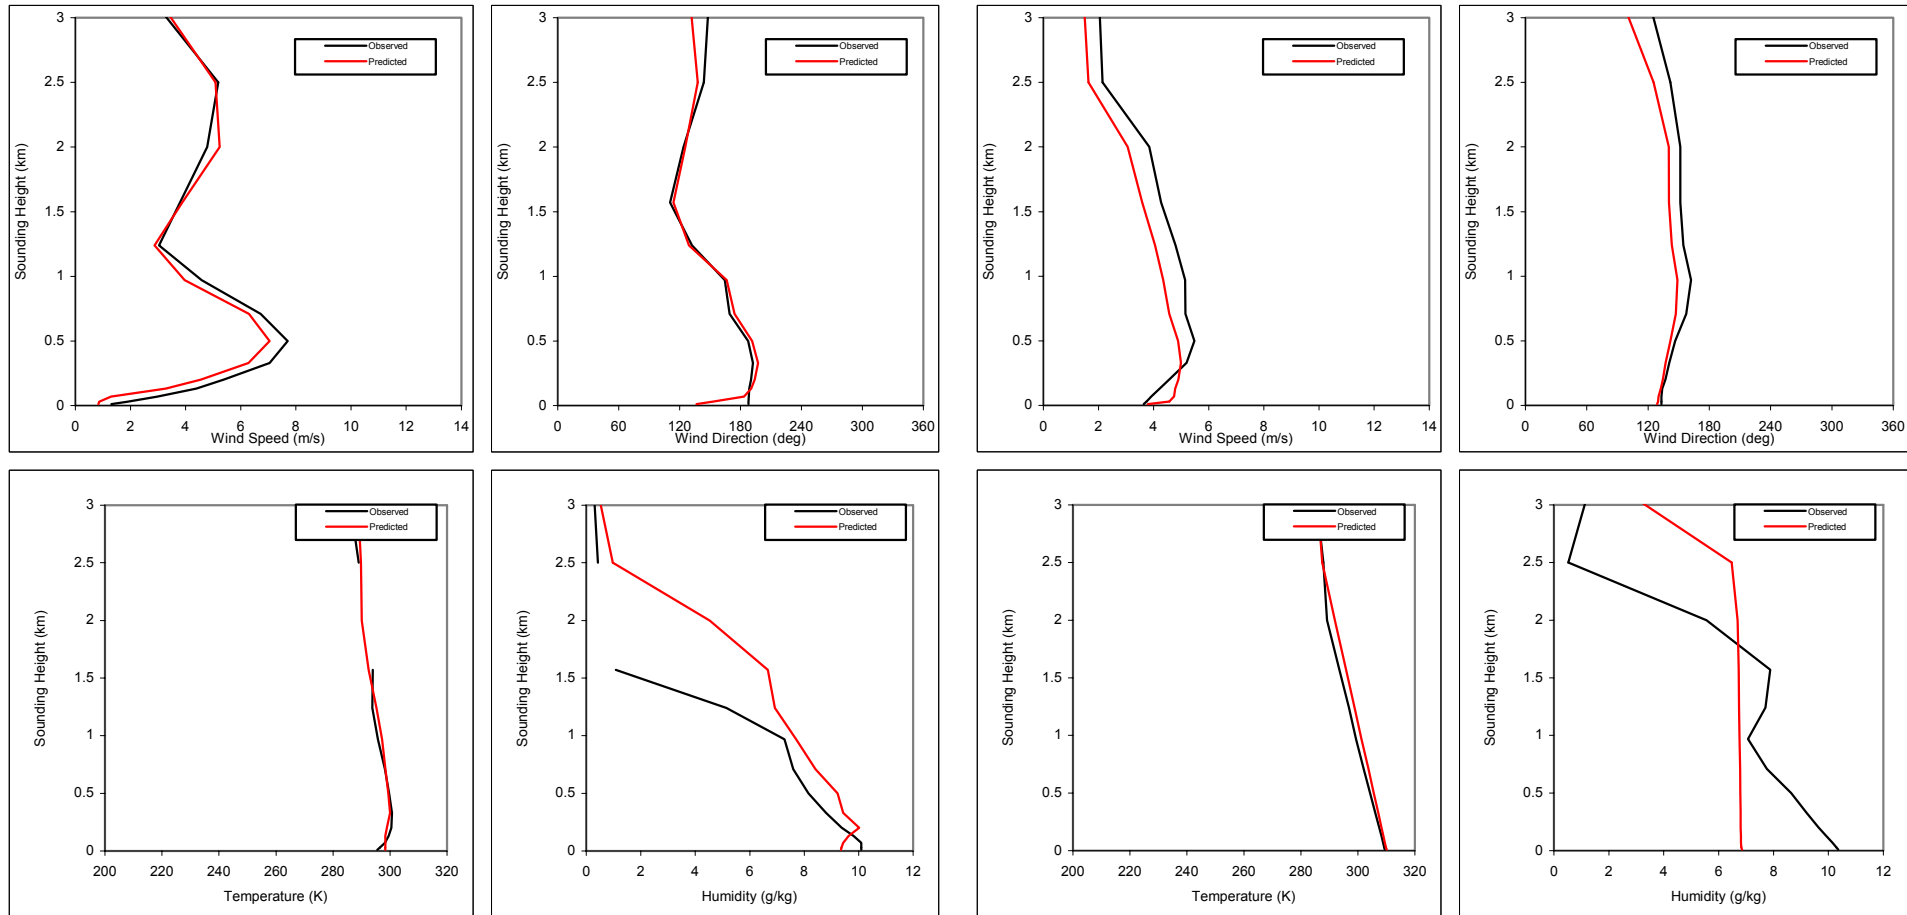 3
2.5
2
1.5
1
0.5
0
Sounding Height (km)
Observed
Predicted
0 2 4 6 8 10 12 14
Wind Speed (m/s)
3
2.5
2
1.5
1
0.5
0
Sounding Height (km)
Observed
Predicted
0 60 120 180 240 300 360
Wind Direction (deg)
3
2.5
2
1.5
1
0.5
0
Sounding Height (km)
Observed
Predicted
0 2 4 6 8 10 12 14
Wind Speed (m/s)
3
2.5
2
1.5
1
0.5
0
Sounding Height (km)
Observed
Predicted
0 60 120 180 240 300 360
Wind Direction (deg)
3
2.5
2
1.5
1
0.5
0
Sounding Height (km)
Observed
Predicted
200 220 240 260 280 300 320
Temperature (K)
3
2.5
2
1.5
1
0.5
0
Sounding Height (km)
Observed
Predicted
0 2 4 6 8 10 12
Humidity (g/kg)
3
2.5
2
1.5
1
0.5
0
Sounding Height (km)
Observed
Predicted
200 220 240 260 280 300 320
Temperature (K)
3
2.5
2
1.5
1
0.5
0
Sounding Height (km)
Observed
Predicted
0 2 4 6 8 10 12
Humidity (g/kg)